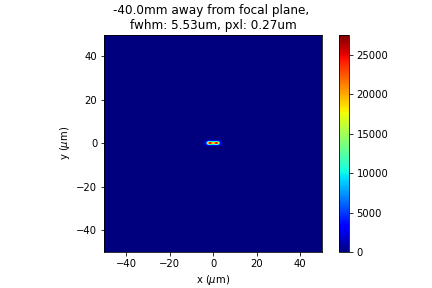 -40.0mm away from focal plane,
fwhm: 5.53um, pxl: 0.27um
40
20
0
−20
−40
y (μm)
−40 −20 0 20 40
x (μm)
25000
20000
15000
10000
5000
0